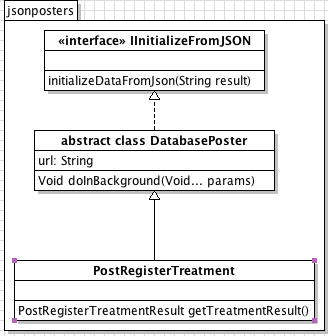 jsonposters
«interface» IInitializeFromJSON
initializeDataFromJson(String result)
abstract class DatabasePoster
url: String
Void doInBackground(Void... params)
PostRegisterTreatment
PostRegisterTreatmentResult getTreatmentResult()